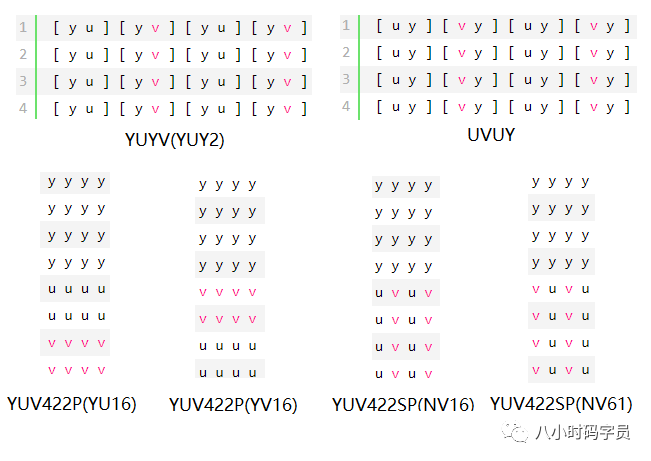 1 [ y u ] [ y v ] [ y u ] [ y v ]
2 [ y u ] [ y v ] [ y u ] [ y v ]
3 [ y u ] [ y v ] [ y u ] [ y v ]
4 [ y u ] [ y v ] [ y u ] [ y v ]
YUYV(YUY2)
1 [ u y ] [ v y ] [ u y ] [ v y ]
2 [ u y ] [ v y ] [ u y ] [ v y ]
3 [ u y ] [ v y ] [ u y ] [ v y ]
4 [ u y ] [ v y ] [ u y ] [ v y ]
UVUY
y y y y
y y y y
y y y y
y y y y
u u u u
u u u u
v v v v
v v v v
YUV422P(YU16)
y y y y
y y y y
y y y y
y y y y
v v v v
v v v v
u u u u
u u u u
YUV422P(YV16)
y y y y
y y y y
y y y y
y y y y
u v u v
u v u v
u v u v
u v u v
YUV422SP(NV16)
y y y y
y y y y
y y y y
y y y y
v u v u
v u v u
v u v u
v u v u
YUV422SP(NV61)
八小时码字员